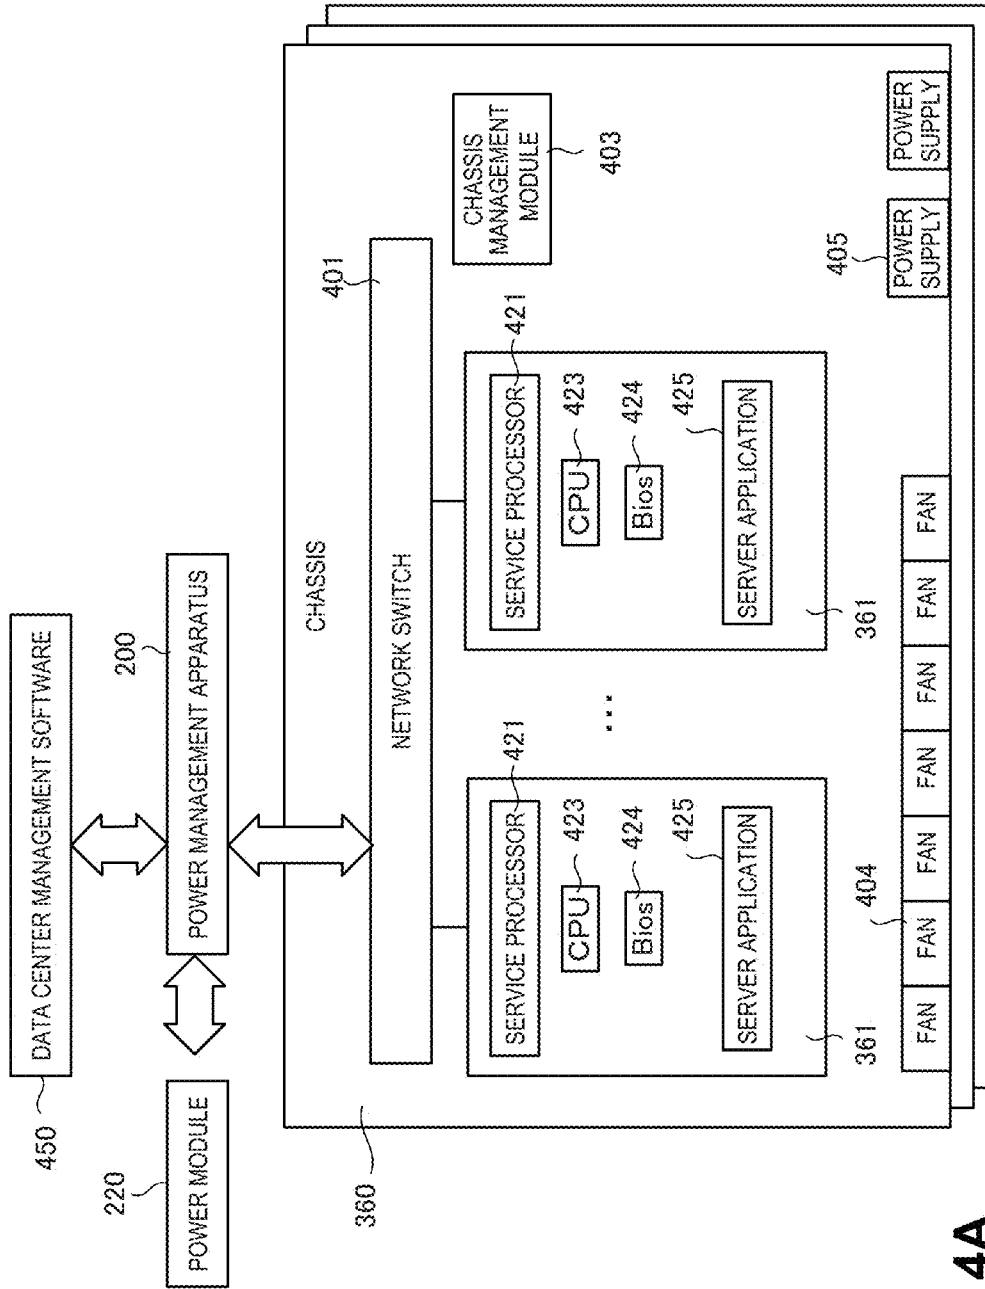 DATA CENTER MANAGEMENT SOFTWARE
450
200
POWER MANAGEMENT APPARATUS
220
POWER MODULE
360
CHASSIS
401
NETWORK SWITCH
CHASSIS
MANAGEMENT
MODULE
403
421
SERVICE PROCESSOR
423
CPU
424
Bios
425
SERVER APPLICATION
361
...
421
SERVICE PROCESSOR
423
CPU
424
Bios
425
SERVER APPLICATION
361
404
FAN
FAN
FAN
FAN
FAN
FAN
FAN
405
POWER
SUPPLY
POWER
SUPPLY
4A